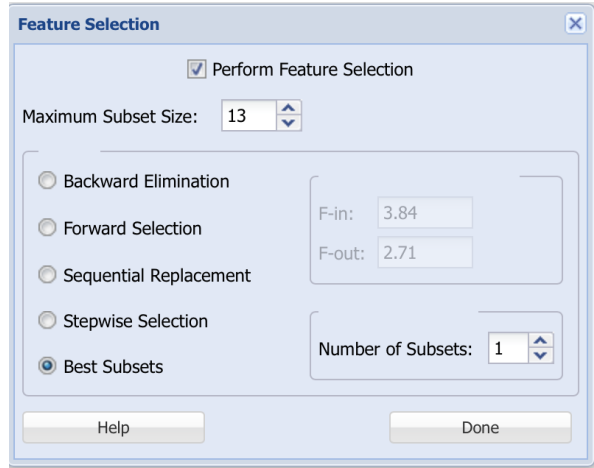 Feature Selection
Perform Feature Selection
Maximum Subset Size: 13
Backward Elimination
Forward Selection
Sequential Replacement
Stepwise Selection
Best Subsets
F-in: 3.84
F-out: 2.71
Number of Subsets: 1
Help
Done